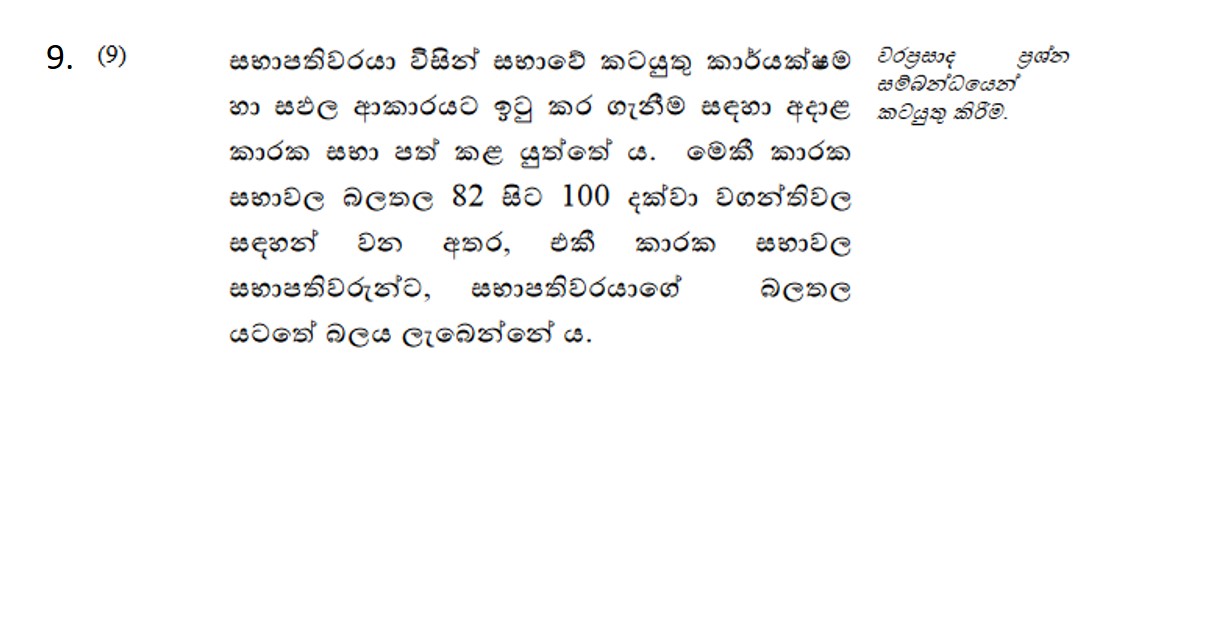 9. (9)
සභාපතිවරයා විසින් සභාවේ කටයුතු කාර්යක්ෂම
හා සඵල ආකාරයට ඉටු කර ගැනීම සඳහා අදාළ
කාරක සභා පත් කළ යුත්තේ ය. මෙකී කාරක
සභාවල බලතල 82 සිට 100 දක්වා වගන්තිවල
සඳහන් වන අතර, එකී කාරක සභාවල
සභාපතිවරුන්ට, සභාපතිවරයාගේ බලතල
යටතේ බලය ලැබෙන්නේ ය.
වරප්‍රසාද ප්‍රශ්න
සම්බන්ධයෙන්
කටයුතු කිරීම.